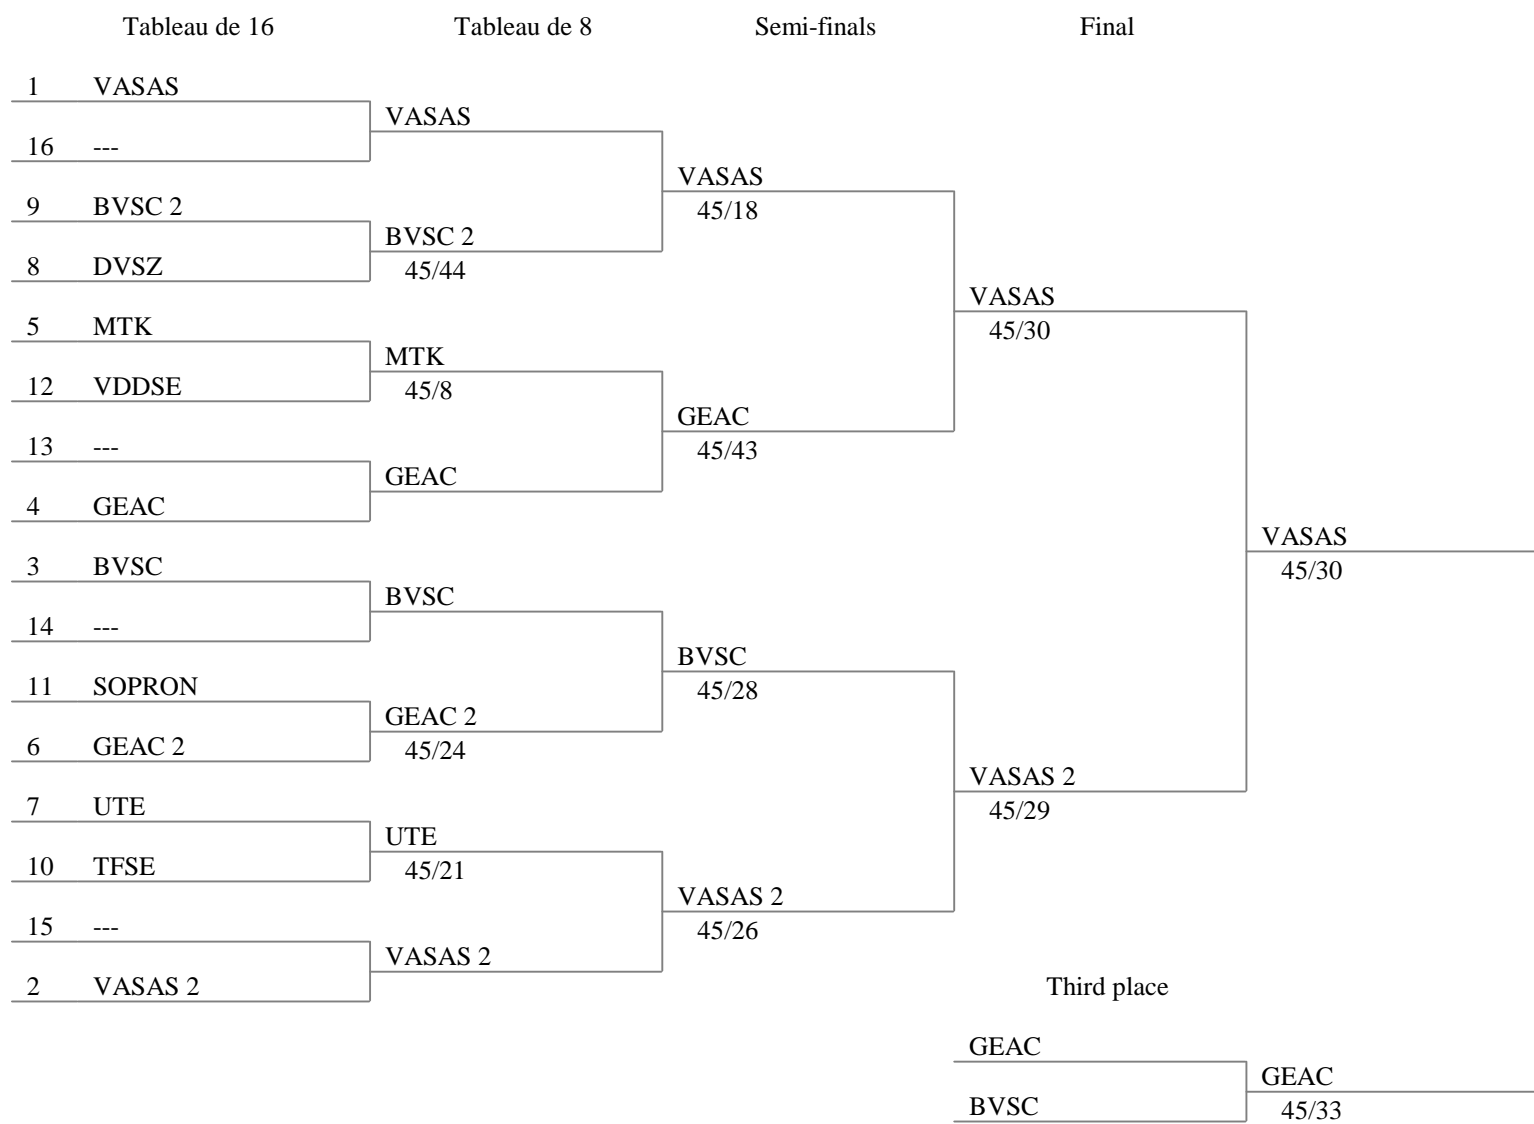 Tableau de 16 Tableau de 8 Semi-finals Final
1 VASAS
VASAS
16 ---
VASAS
45/18
9 BVSC 2
BVSC 2
45/44
8 DVSZ
VASAS
45/30
5 MTK
MTK
45/8
12 VDDSE
GEAC
45/43
13 ---
GEAC
4 GEAC
VASAS
45/30
3 BVSC
BVSC
14 ---
BVSC
45/28
11 SOPRON
GEAC 2
45/24
6 GEAC 2
VASAS 2
45/29
7 UTE
UTE
45/21
10 TFSE
VASAS 2
45/26
15 ---
VASAS 2
2 VASAS 2
Third place
GEAC
GEAC
45/33
BVSC